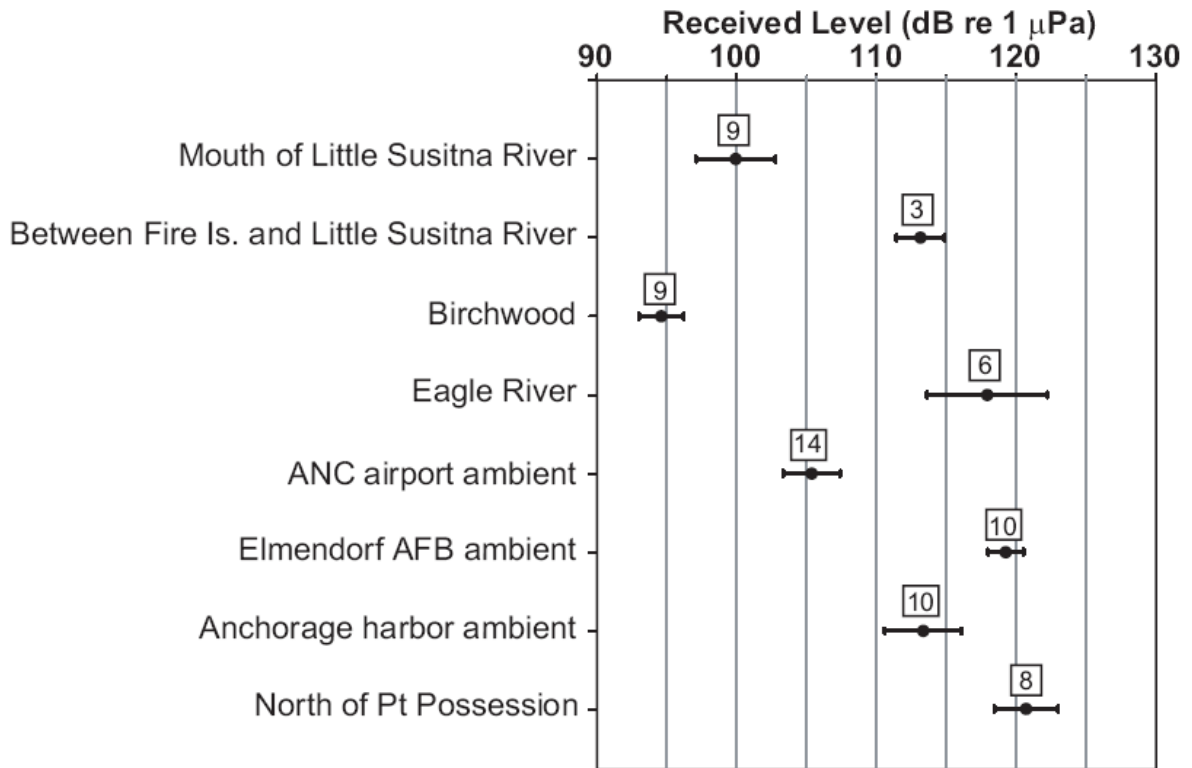 Received Level (dB re 1 μPa)
90 100 110 120 130
9
Mouth of Little Susitna River
3
Between Fire Is. and Little Susitna River
9
Birchwood
6
Eagle River
14
ANC airport ambient
10
Elmendorf AFB ambient
10
Anchorage harbor ambient
8
North of Pt Possession